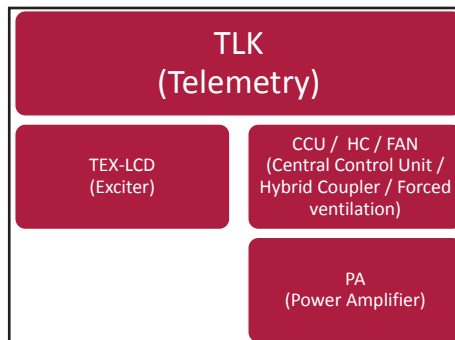 TLK
(Telemetry)
TEX-LCD
(Exciter)
CCU / HC / FAN
(Central Control Unit /
Hybrid Coupler / Forced
ventilation)
PA
(Power Amplifier)